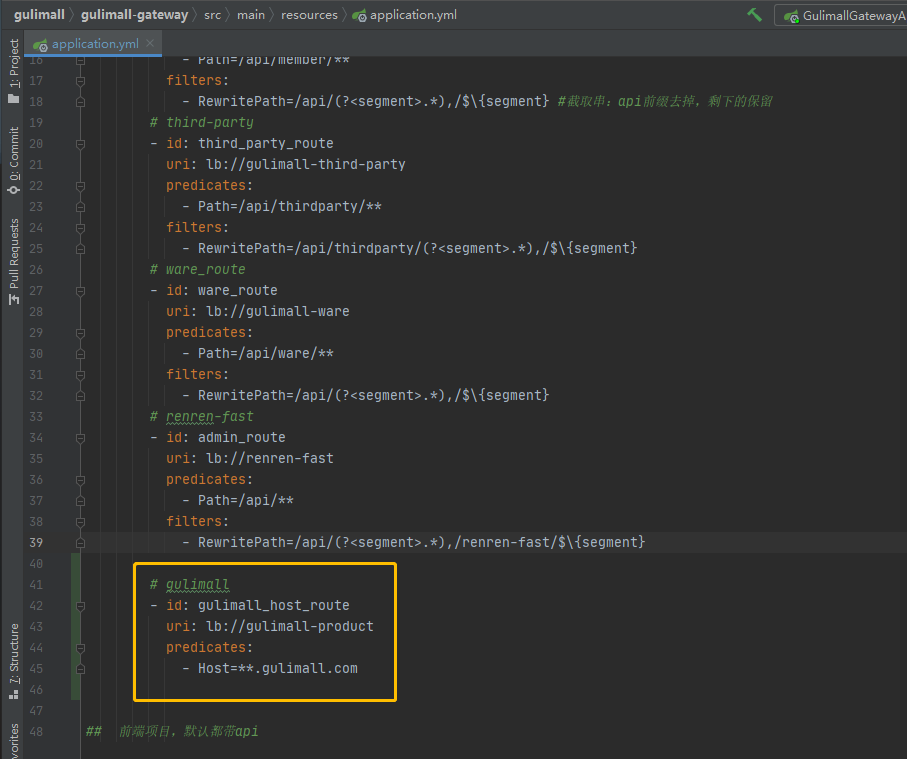 gulimall gulimall-gateway src main resources application.yml GulimallGatewayA
application.yml
1: Project
0: Commit
Pull Requests
7: Structure
vorites
16 - Path=/api/member/**
17 filters:
18 - RewritePath=/api/(?<segment>.*),/$\{segment} #截取串：api前缀去掉，剩下的保留
19 # third-party
20 - id: third_party_route
21 uri: lb://gulimall-third-party
22 predicates:
23 - Path=/api/thirdparty/**
24 filters:
25 - RewritePath=/api/thirdparty/(?<segment>.*),/$\{segment}
26 # ware_route
27 - id: ware_route
28 uri: lb://gulimall-ware
29 predicates:
30 - Path=/api/ware/**
31 filters:
32 - RewritePath=/api/(?<segment>.*),/$\{segment}
33 # renren-fast
34 - id: admin_route
35 uri: lb://renren-fast
36 predicates:
37 - Path=/api/**
38 filters:
39 - RewritePath=/api/(?<segment>.*),/renren-fast/$\{segment}
40
41 # gulimall
42 - id: gulimall_host_route
43 uri: lb://gulimall-product
44 predicates:
45 - Host=**.gulimall.com
46
47
48 ## 前端项目，默认都带api